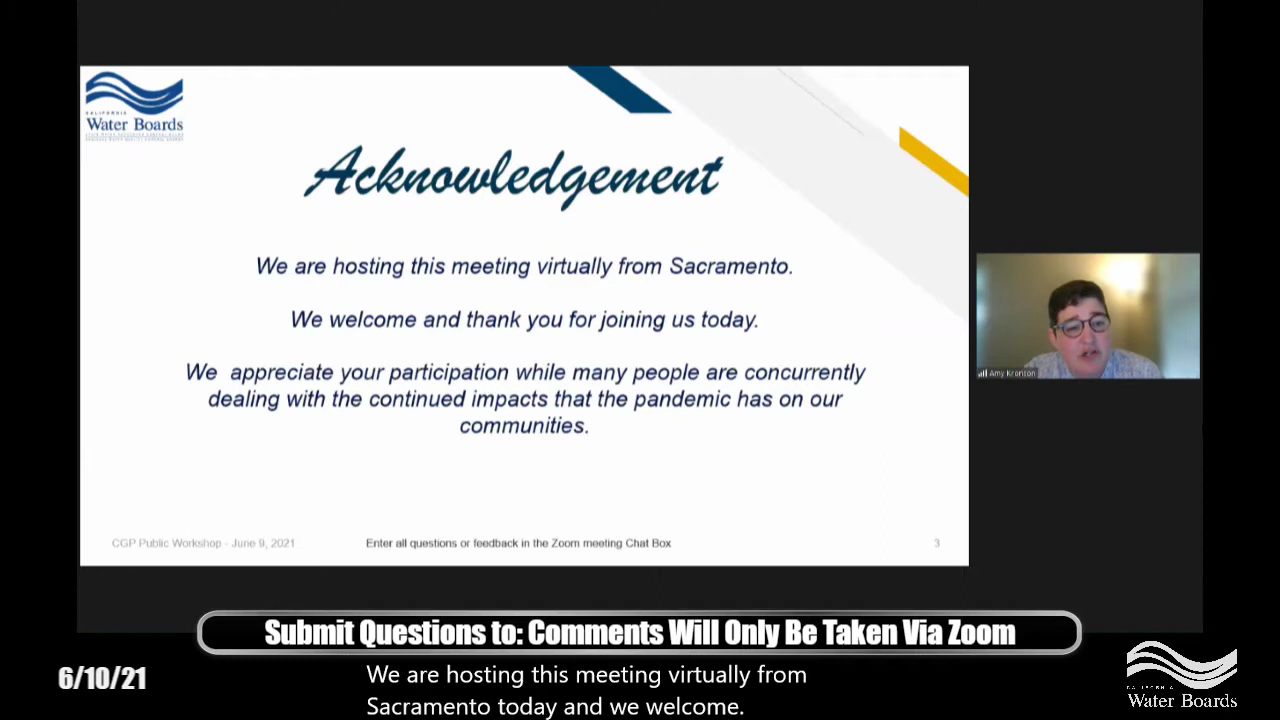 CALIFORNIA
Water Boards
Acknowledgement
We are hosting this meeting virtually from Sacramento.
We welcome and thank you for joining us today.
We appreciate your participation while many people are concurrently
dealing with the continued impacts that the pandemic has on our
communities.
CGP Public Workshop - June 9, 2021
Enter all questions or feedback in the Zoom meeting Chat Box
3
Amy Kronson
Submit Questions to: Comments Will Only Be Taken Via Zoom
6/10/21
We are hosting this meeting virtually from
Sacramento today and we welcome.
CALIFORNIA
Water Boards